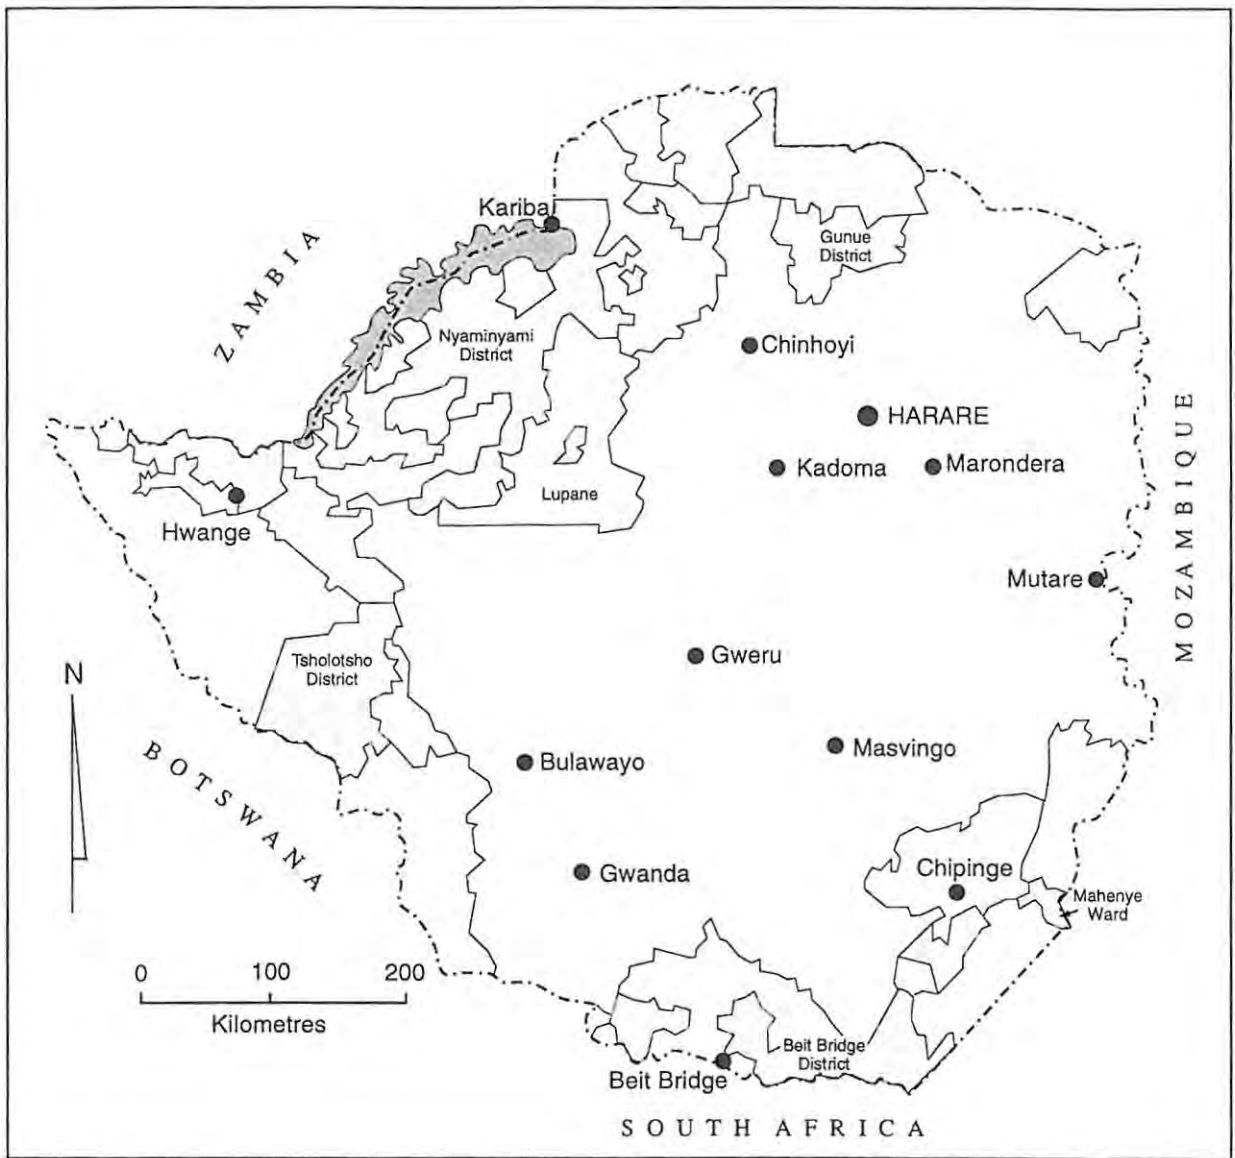 Kariba
ZAMBIA
Gunue
District
Nyaminyami
District
Chinhoyi
HARARE
Kadoma
Marondera
Lupane
Hwange
MOZAMBIQUE
Mutare
Tsholotsho
District
Gweru
N
BOTSWANA
Bulawayo
Masvingo
Gwanda
Chipinge
Mahenye
Ward
0 100 200
Kilometres
Beit Bridge
District
Beit Bridge
SOUTH AFRICA